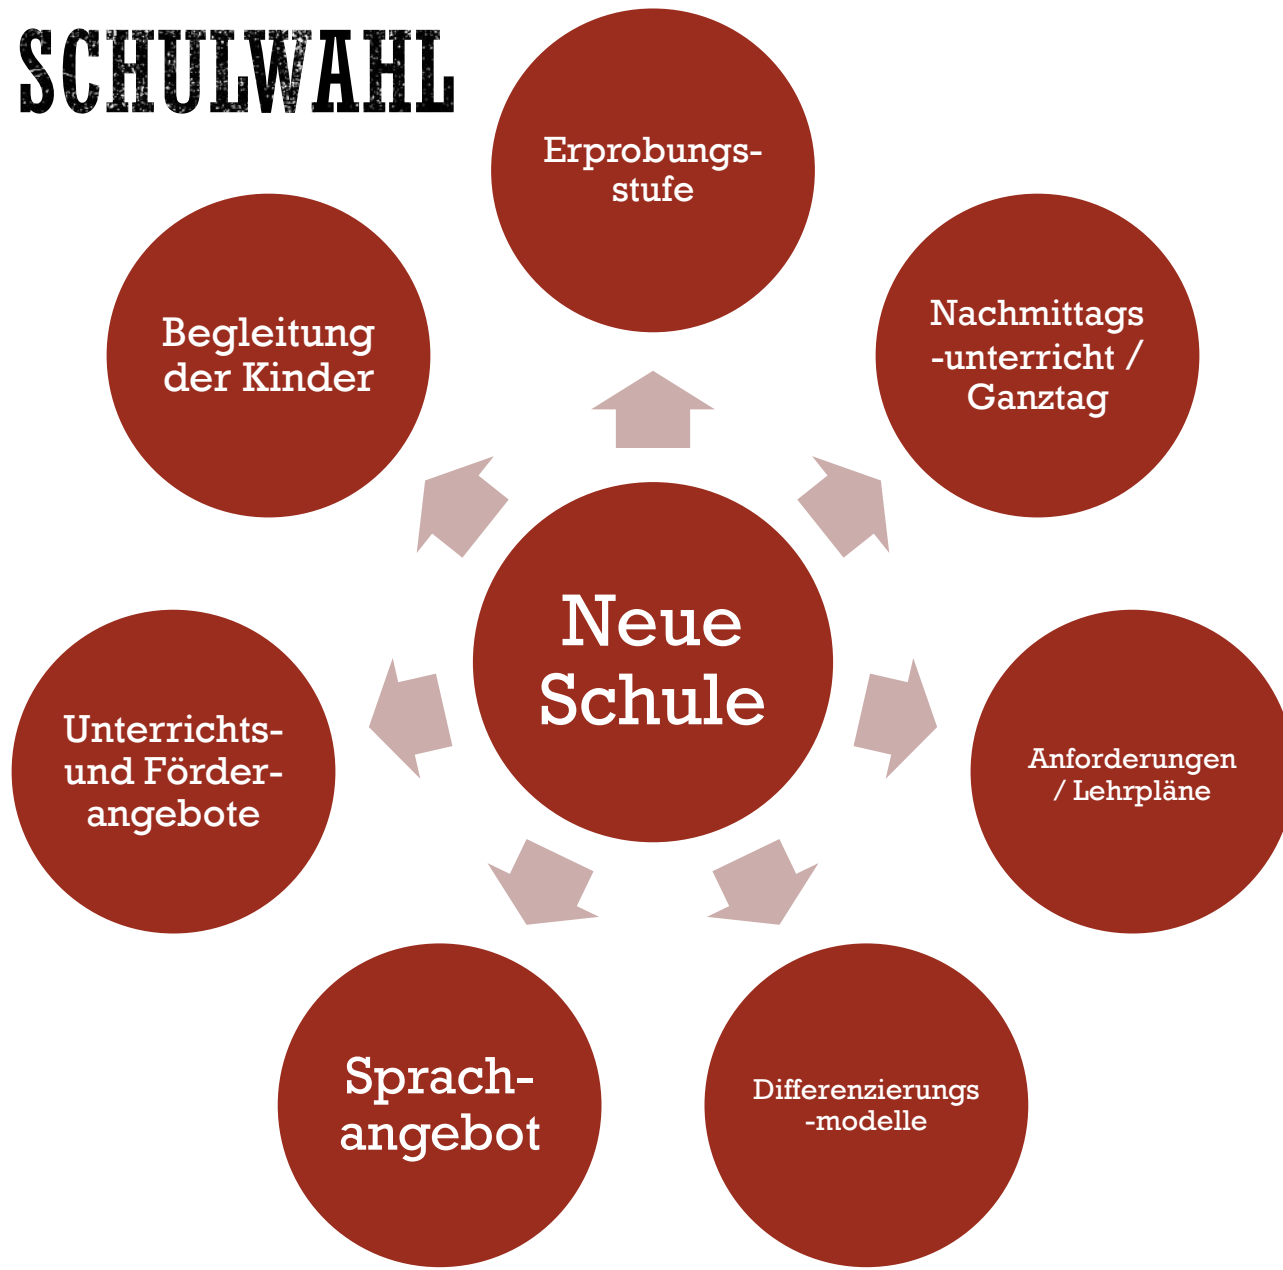 SCHULWAHL
Erprobungs-
stufe
Nachmittags
-unterricht /
Ganztag
Anforderungen
/ Lehrpläne
Differenzierungs
-modelle
Sprach-
angebot
Unterrichts-
und Förder-
angebote
Begleitung
der Kinder
Neue
Schule